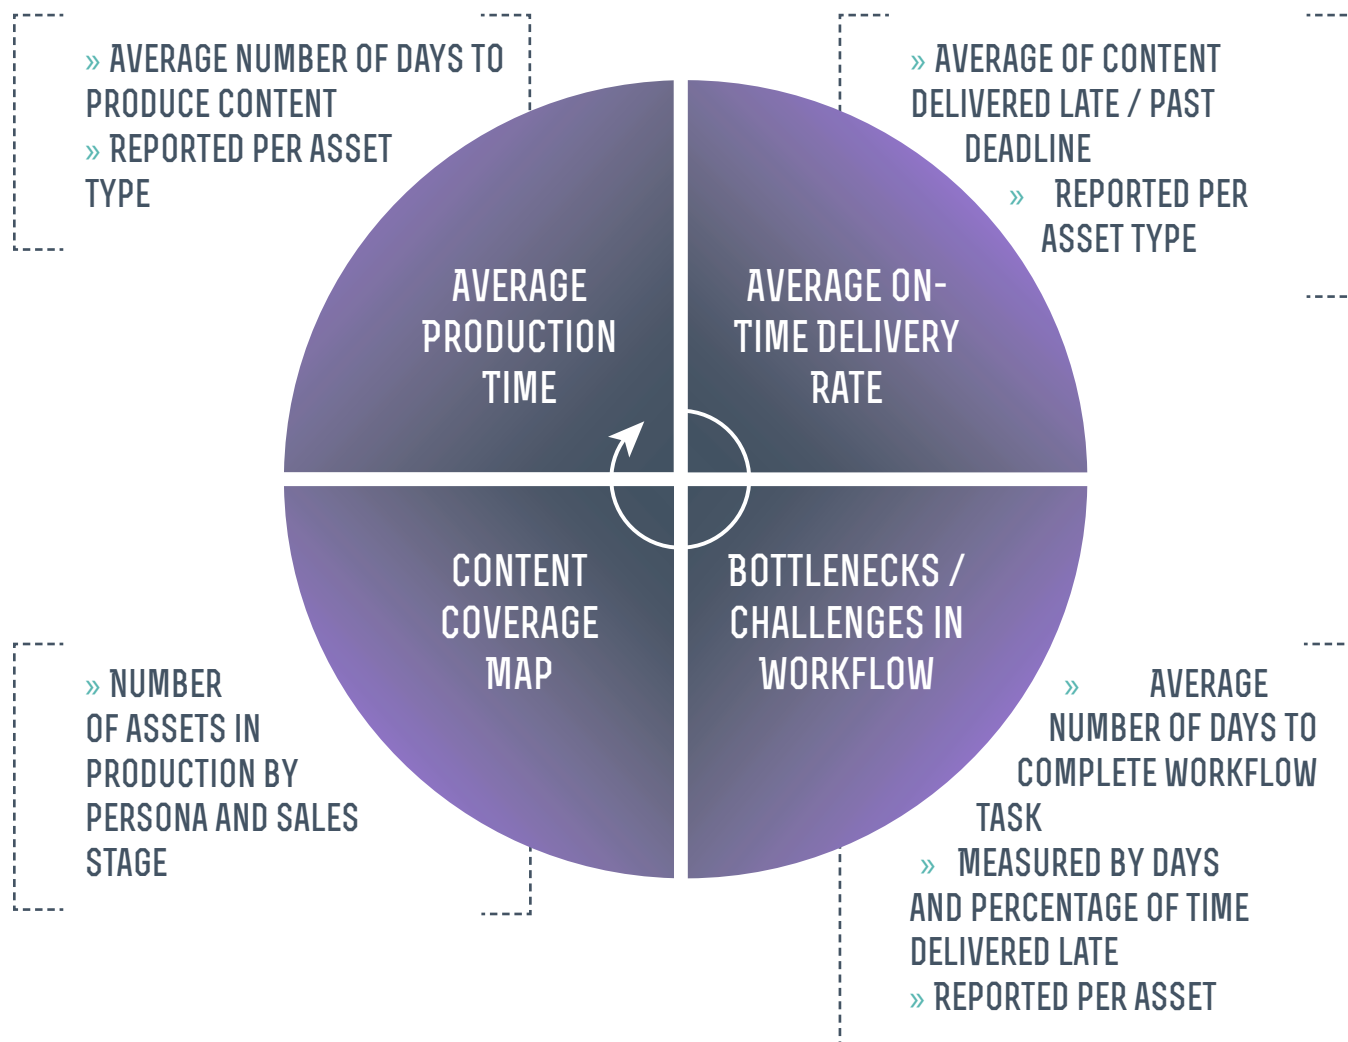 » AVERAGE NUMBER OF DAYS TO
PRODUCE CONTENT
» REPORTED PER ASSET
TYPE
» AVERAGE OF CONTENT
DELIVERED LATE / PAST
DEADLINE
» REPORTED PER
ASSET TYPE
AVERAGE
PRODUCTION
TIME
AVERAGE ON-
TIME DELIVERY
RATE
CONTENT
COVERAGE
MAP
BOTTLENECKS /
CHALLENGES IN
WORKFLOW
» NUMBER
OF ASSETS IN
PRODUCTION BY
PERSONA AND SALES
STAGE
» AVERAGE
NUMBER OF DAYS TO
COMPLETE WORKFLOW
TASK
» MEASURED BY DAYS
AND PERCENTAGE OF TIME
DELIVERED LATE
» REPORTED PER ASSET